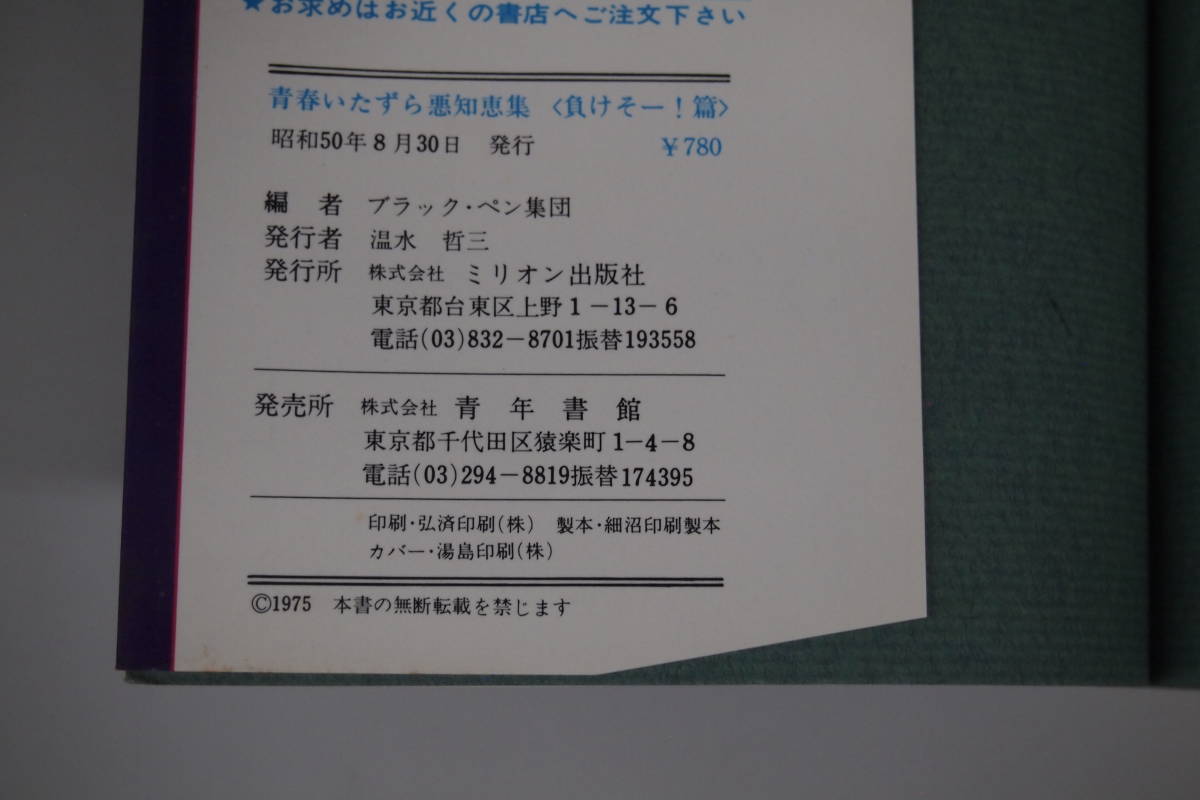 ★お求めはお近くの書店へご注文下さい
青春いたずら悪知恵集〈負けそー！篇〉
昭和50年8月30日　発行　¥780
編　者　ブラック・ペン集団
発行者　温水　哲三
発行所　株式会社　ミリオン出版社
東京都台東区上野1－13－6
電話(03)832－8701振替193558
発売所　株式会社　青年書館
東京都千代田区猿楽町1－4－8
電話(03)294－8819振替174395
印刷・弘済印刷(株)　製本・細沼印刷製本
カバー・湯島印刷(株)
©1975　本書の無断転載を禁じます